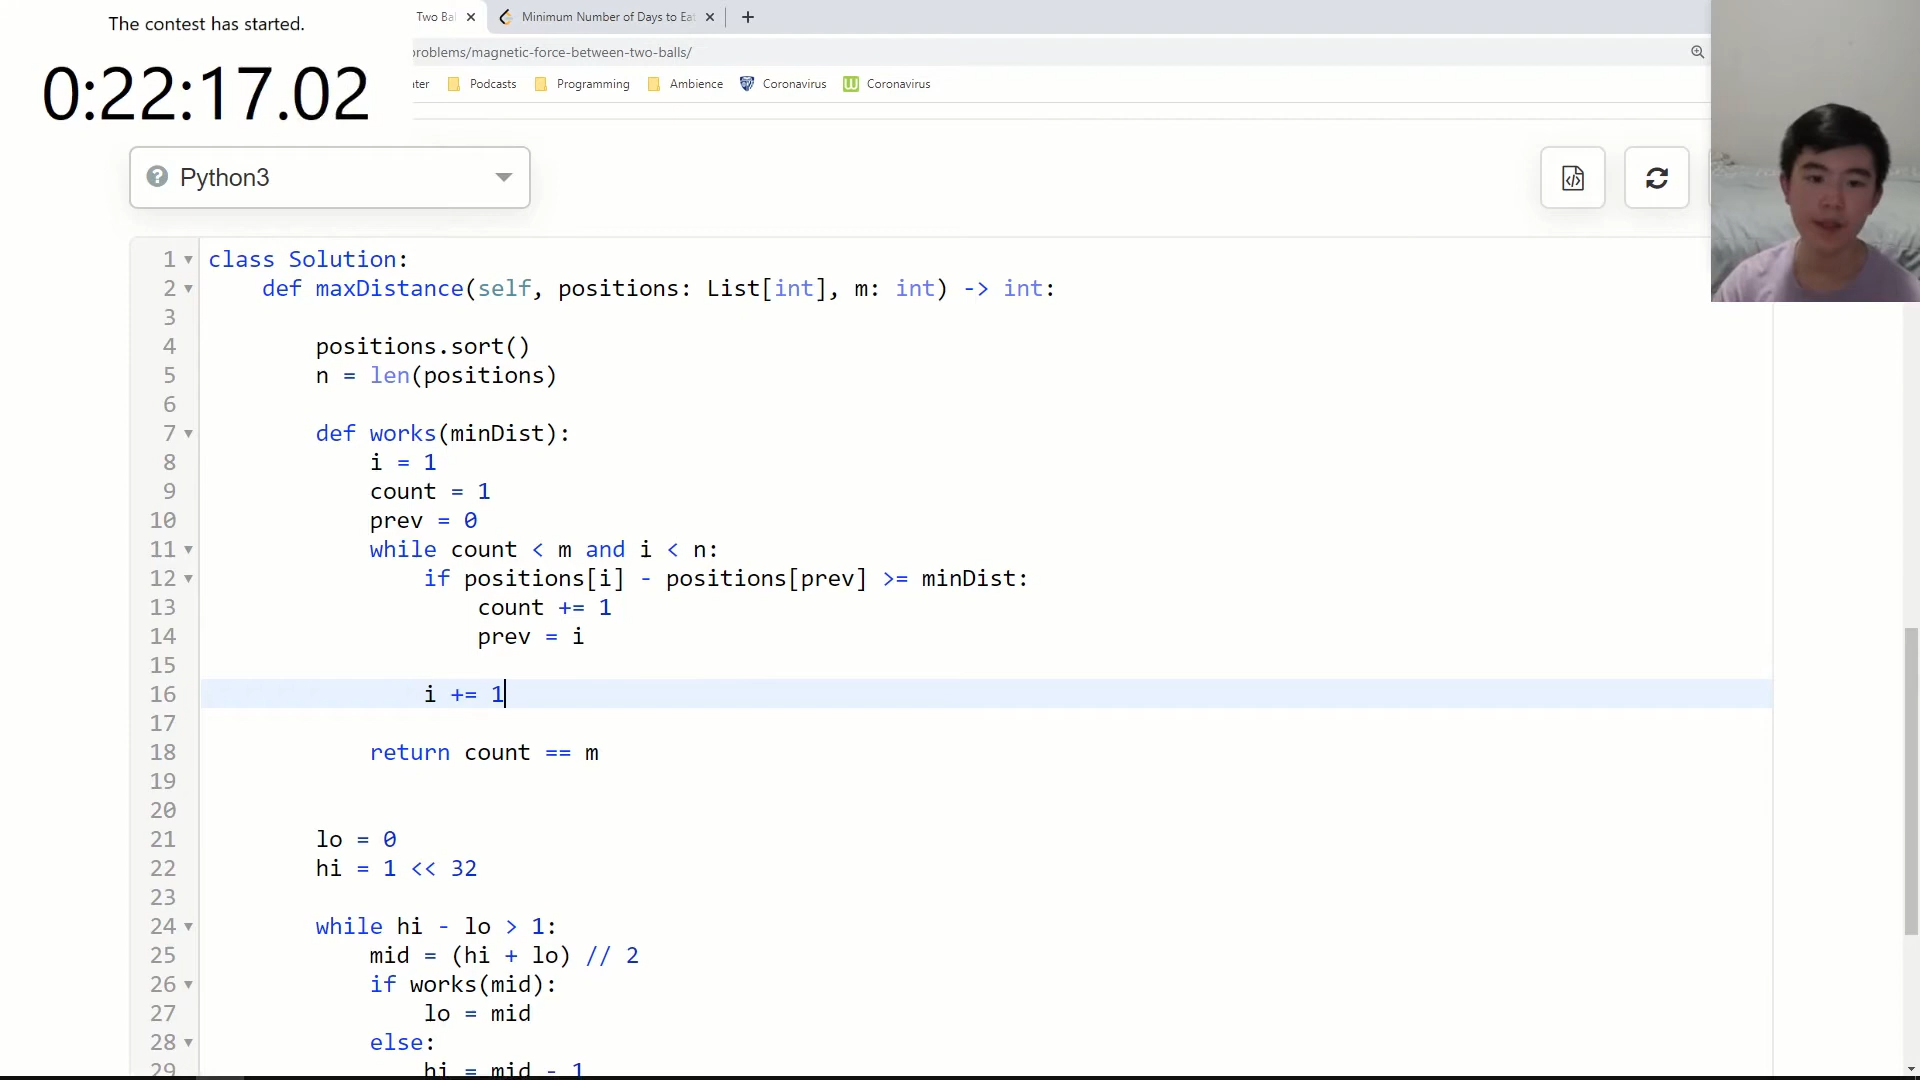 The contest has started.
0:22:17.02
Two Bal
Minimum Number of Days to Eat
problems/magnetic-force-between-two-balls/
Podcasts
Programming
Ambience
Coronavirus
Coronavirus
Python3
1 class Solution:
2 def maxDistance(self, positions: List[int], m: int) -> int:
3
4 positions.sort()
5 n = len(positions)
6
7 def works(minDist):
8 i = 1
9 count = 1
10 prev = 0
11 while count < m and i < n:
12 if positions[i] - positions[prev] >= minDist:
13 count += 1
14 prev = i
15
16 i += 1
17
18 return count == m
19
20
21 lo = 0
22 hi = 1 << 32
23
24 while hi - lo > 1:
25 mid = (hi + lo) // 2
26 if works(mid):
27 lo = mid
28 else:
29 hi = mid - 1